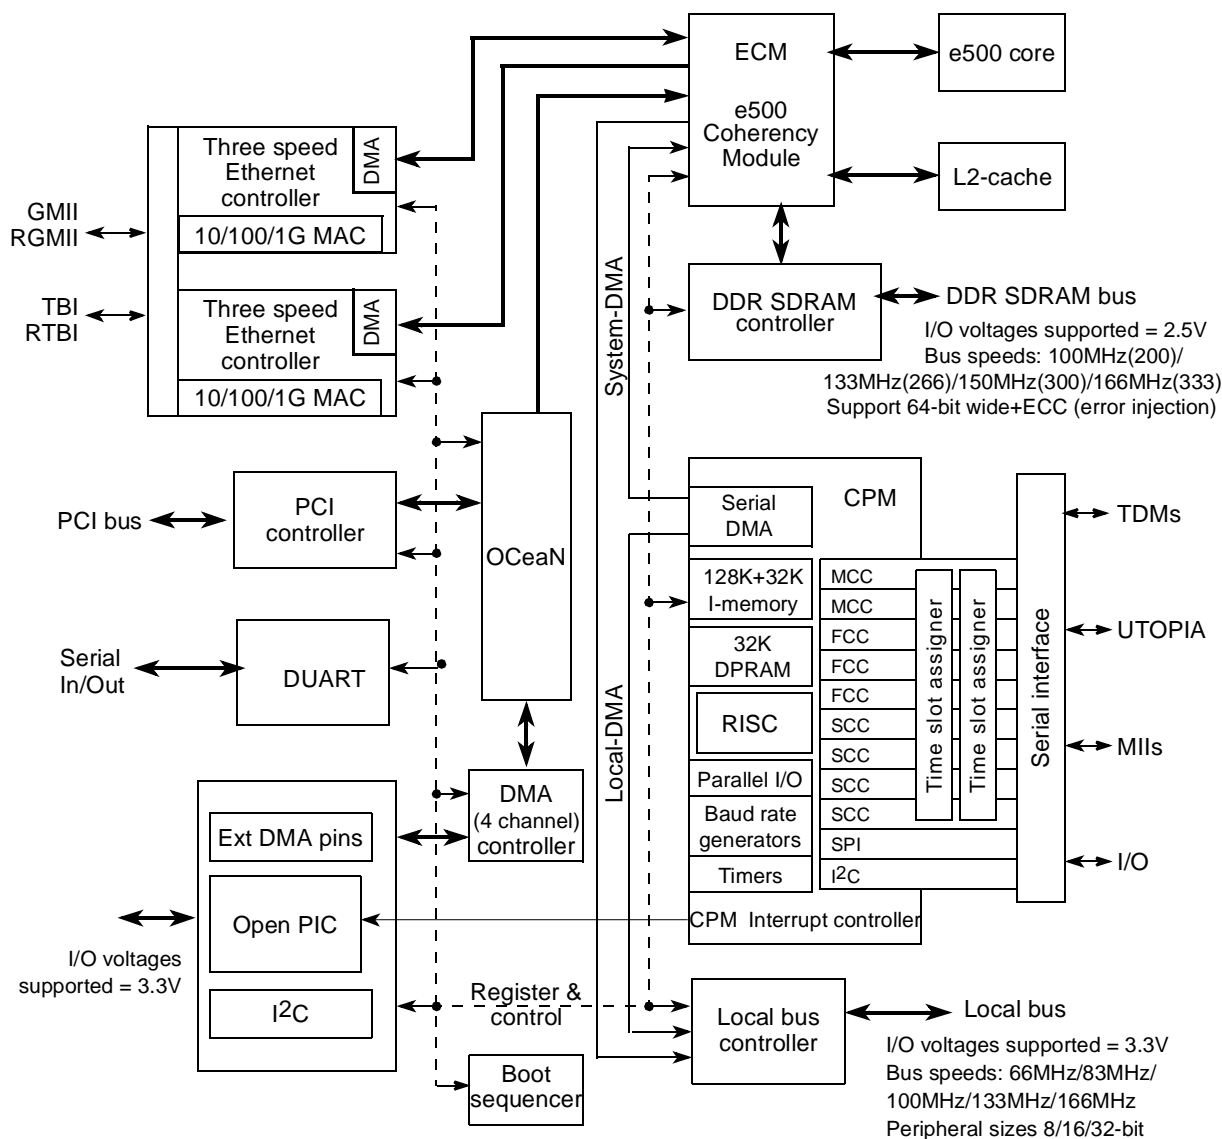 ECM
e500
Coherency
Module
e500 core
L2-cache
Three speed
Ethernet
controller
DMA
10/100/1G MAC
GMII
RGMII
TBI
RTBI
Three speed
Ethernet
controller
DMA
10/100/1G MAC
System-DMA
DDR SDRAM
controller
DDR SDRAM bus
I/O voltages supported = 2.5V
Bus speeds: 100MHz(200)/
133MHz(266)/150MHz(300)/166MHz(333)
Support 64-bit wide+ECC (error injection)
PCI bus
PCI
controller
OCeaN
Serial
In/Out
DUART
Local-DMA
DMA
(4 channel)
controller
Ext DMA pins
Open PIC
I2C
I/O voltages
supported = 3.3V
Register &
control
Boot
sequencer
CPM
Serial
DMA
128K+32K
I-memory
32K
DPRAM
RISC
Parallel I/O
Baud rate
generators
Timers
CPM Interrupt controller
MCC
MCC
FCC
FCC
FCC
SCC
SCC
SCC
SCC
SPI
I2C
Time slot assigner
Time slot assigner
Serial interface
TDMs
UTOPIA
MIIs
I/O
Local bus
controller
Local bus
I/O voltages supported = 3.3V
Bus speeds: 66MHz/83MHz/
100MHz/133MHz/166MHz
Peripheral sizes 8/16/32-bit